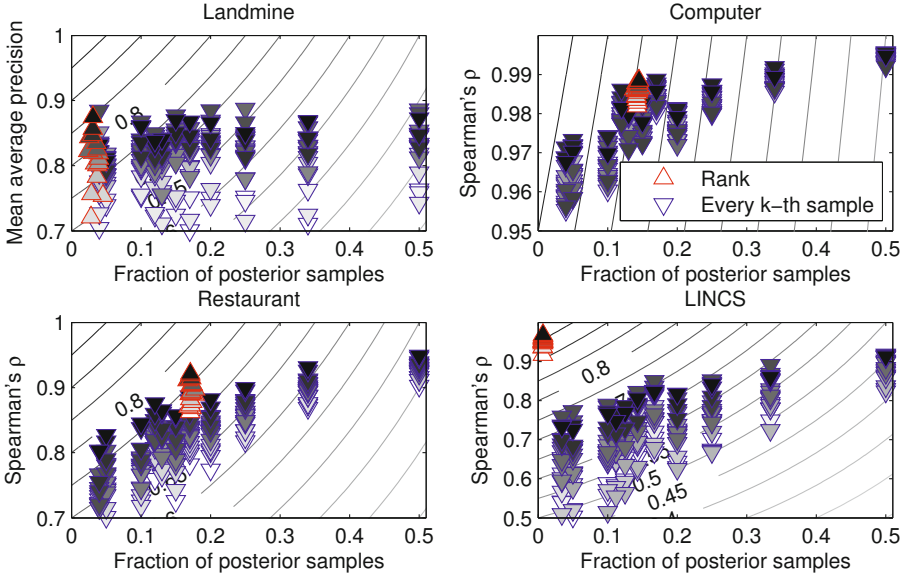 Landmine
Mean average precision
1
0.9
0.8
0.7
0.8
0 0.1 0.2 0.3 0.4 0.5
Fraction of posterior samples
Computer
Spearman's ρ
0.99
0.98
0.97
0.96
0.95
Rank
Every k-th sample
0 0.1 0.2 0.3 0.4 0.5
Fraction of posterior samples
Restaurant
Spearman's ρ
1
0.9
0.8
0.7
0.8
0 0.1 0.2 0.3 0.4 0.5
Fraction of posterior samples
LINCS
Spearman's ρ
0.9
0.8
0.7
0.6
0.5
0.8
0.5
0.45
0 0.1 0.2 0.3 0.4 0.5
Fraction of posterior samples